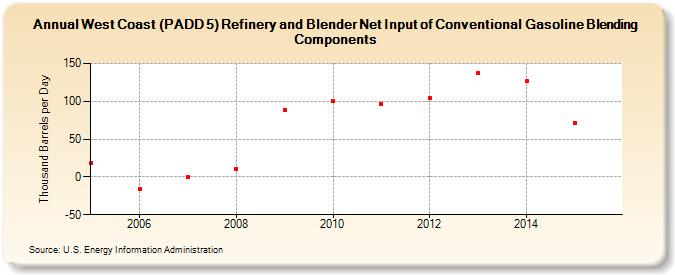 Annual West Coast (PADD 5) Refinery and Blender Net Input of Conventional Gasoline Blending
Components
Thousand Barrels per Day
150
100
50
0
-50
2006
2008
2010
2012
2014
Source: U.S. Energy Information Administration